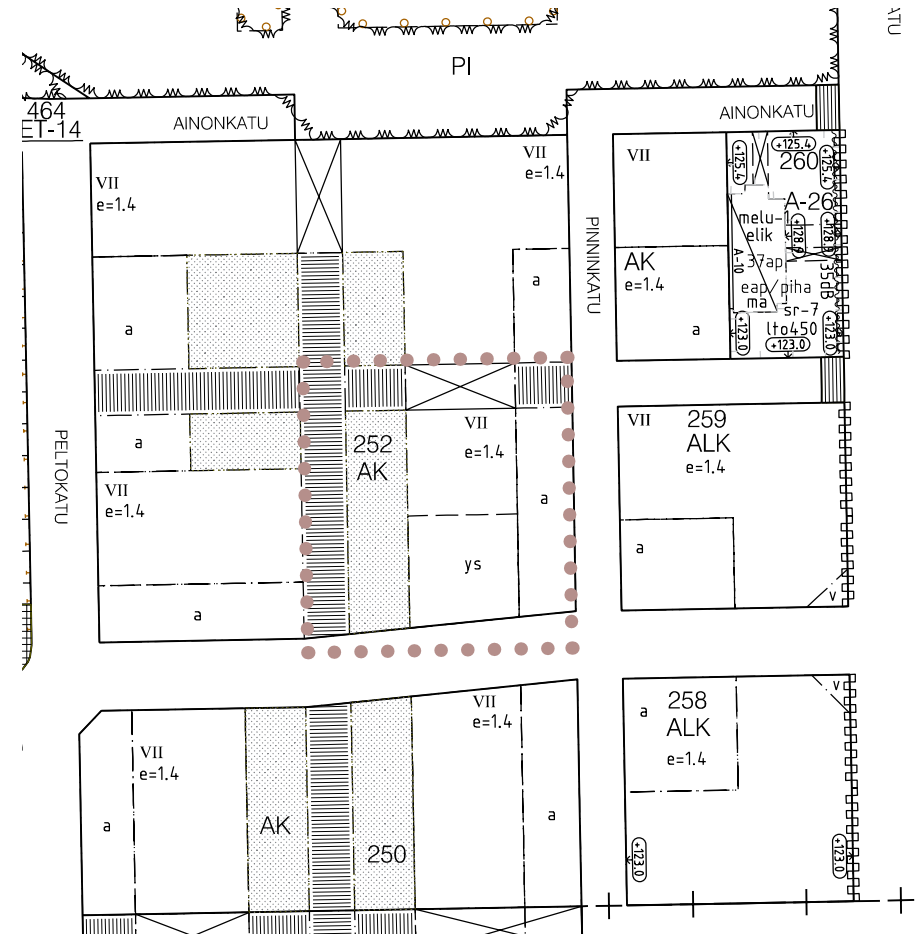 ATU
PI
464
ET-14
AINONKATU
AINONKATU
VII
e=1.4
VII
e=1.4
VII
+125.4
+125.4
+125.4
260
A-26
melu-1
elik
+128.9
37ap
A-10
35dB
eap/piha
ma
sr-7
lto450
+123.0
+123.0
+123.0
PINNINKATU
AK
e=1.4
a
a
a
PELTOKATU
a
252
AK
VII
e=1.4
a
VII
259
ALK
e=1.4
a
v
VII
e=1.4
ys
a
VII
e=1.4
a
AK
250
VII
e=1.4
a
a
258
ALK
e=1.4
v
+123.0
+123.0